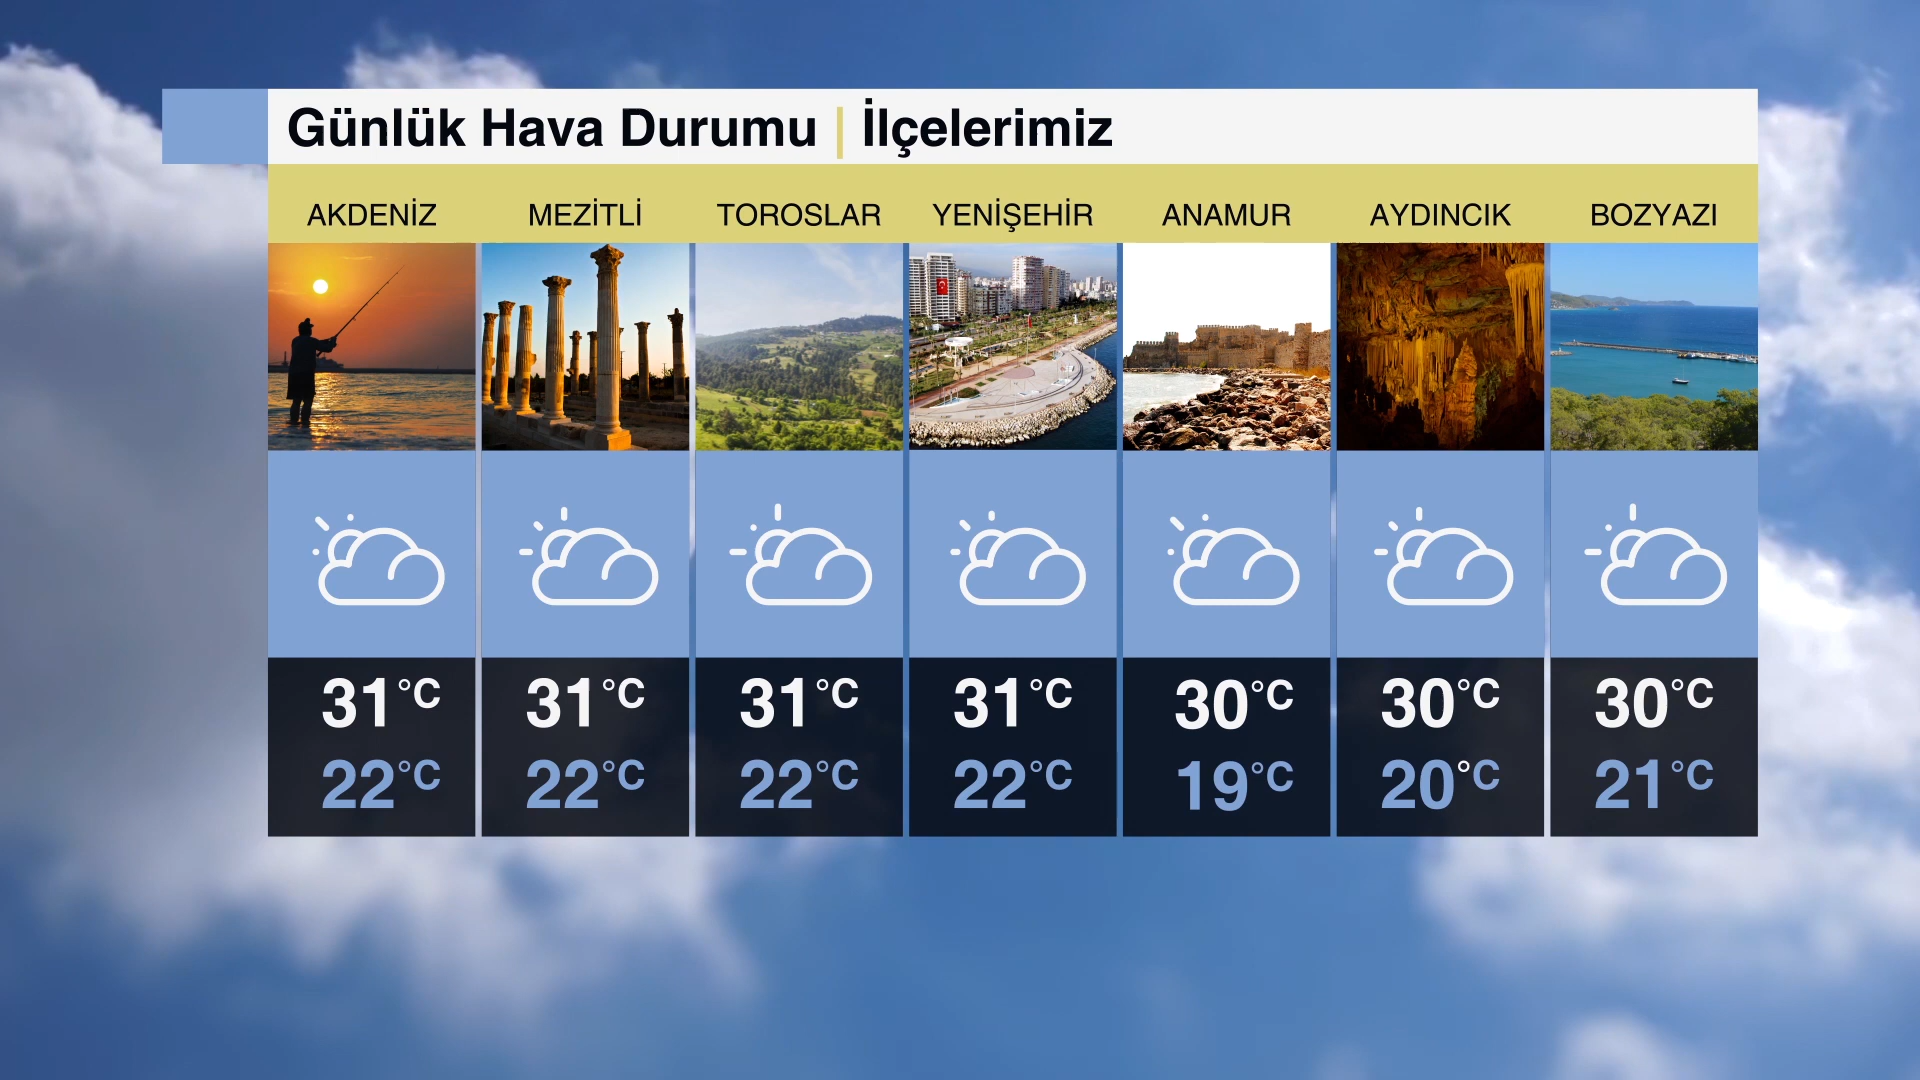 Günlük Hava Durumu | İlçelerimiz
AKDENİZ MEZİTLİ TOROSLAR YENİŞEHİR ANAMUR AYDINCIK BOZYAZI
31°C 31°C 31°C 31°C 30°C 30°C 30°C
22°C 22°C 22°C 22°C 19°C 20°C 21°C